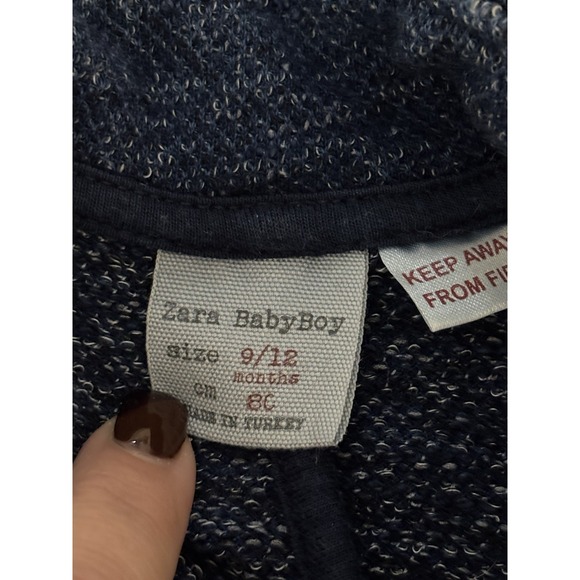 Zara BabyBoy
size 9/12
months
cm 80
MADE IN TURKEY
KEEP AWAY
FROM FI